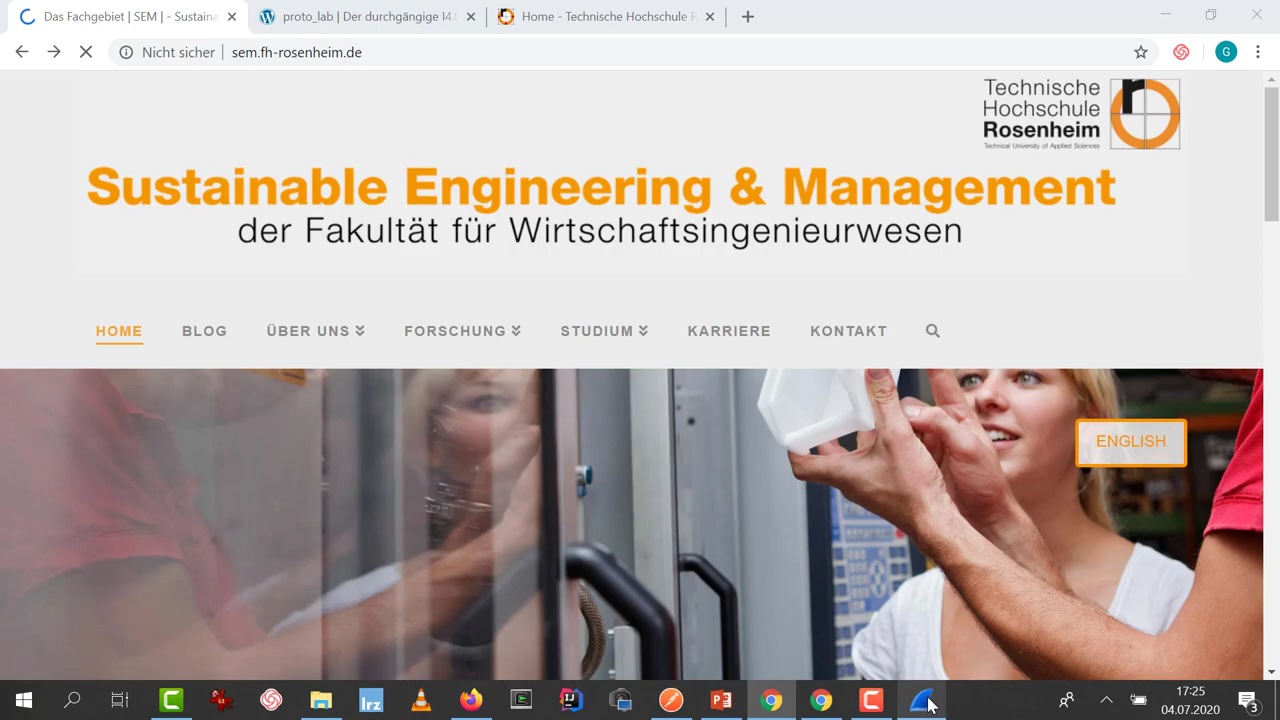 Das Fachgebiet | SEM | - Sustaina
proto_lab | Der durchgängige I4.
Home - Technische Hochschule R
Nicht sicher
sem.fh-rosenheim.de
G
Technische
Hochschule
Rosenheim
Technical University of Applied Sciences
Sustainable Engineering & Management
der Fakultät für Wirtschaftsingenieurwesen
HOME
BLOG
ÜBER UNS
FORSCHUNG
STUDIUM
KARRIERE
KONTAKT
ENGLISH
lrz
17:25
04.07.2020
3